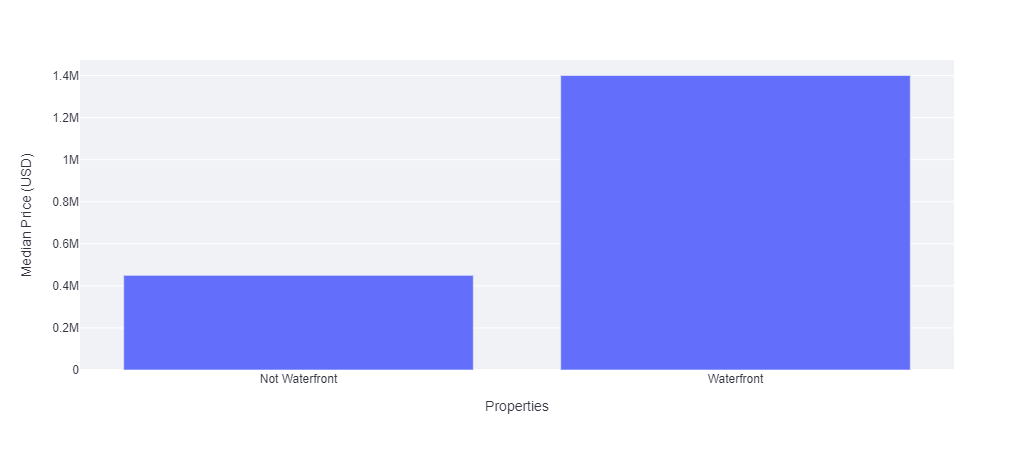 Median Price (USD)
1.4M
1.2M
1M
0.8M
0.6M
0.4M
0.2M
0
Not Waterfront
Waterfront
Properties